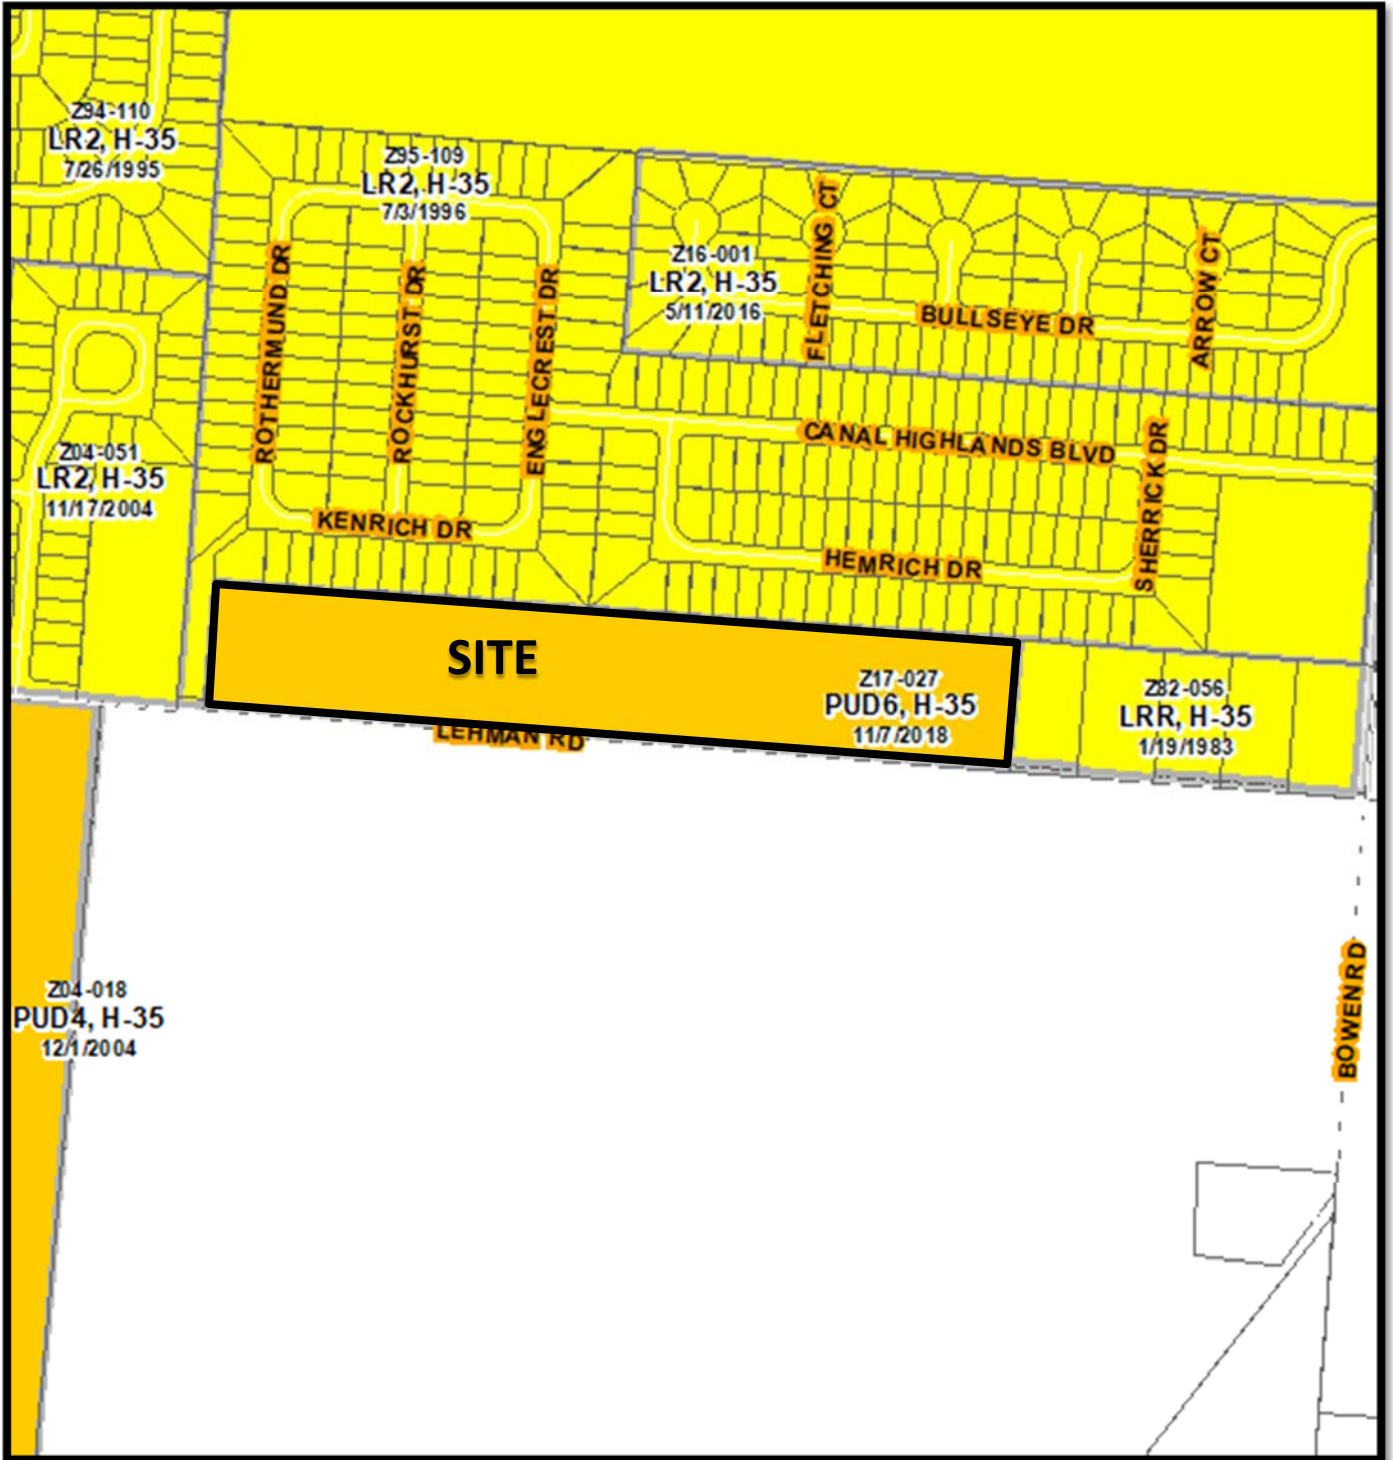 Z94-110
LR2, H-35
7/26/1995
Z95-109
LR2, H-35
7/3/1996
Z16-001
LR2, H-35
5/11/2016
FLETCHING CT
BULLSEYE DR
ARROW CT
ROTHERMUND DR
ROCKHURST DR
ENGLECREST DR
CANAL HIGHLANDS BLVD
SHERRICK DR
Z04-051
LR2, H-35
11/17/2004
KENRICH DR
HEMRICH DR
SITE
Z17-027
PUD6, H-35
11/7/2018
Z82-056
LRR, H-35
1/19/1983
LEHMAN RD
Z04-018
PUD4, H-35
12/1/2004
BOWEN RD